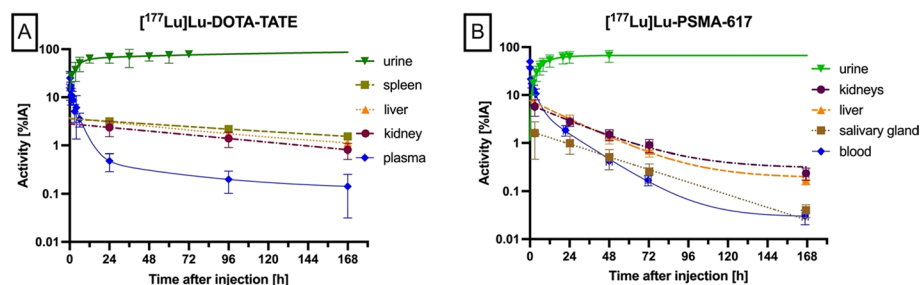 A
[¹⁷⁷Lu]Lu-DOTA-TATE
Activity [%IA]
100
10
1
0.1
0.01
0 24 48 72 96 120 144 168
Time after injection [h]
urine
spleen
liver
kidney
plasma
B
[¹⁷⁷Lu]Lu-PSMA-617
Activity [%IA]
100
10
1
0.1
0.01
0 24 48 72 96 120 144 168
Time after injection [h]
urine
kidneys
liver
salivary gland
blood